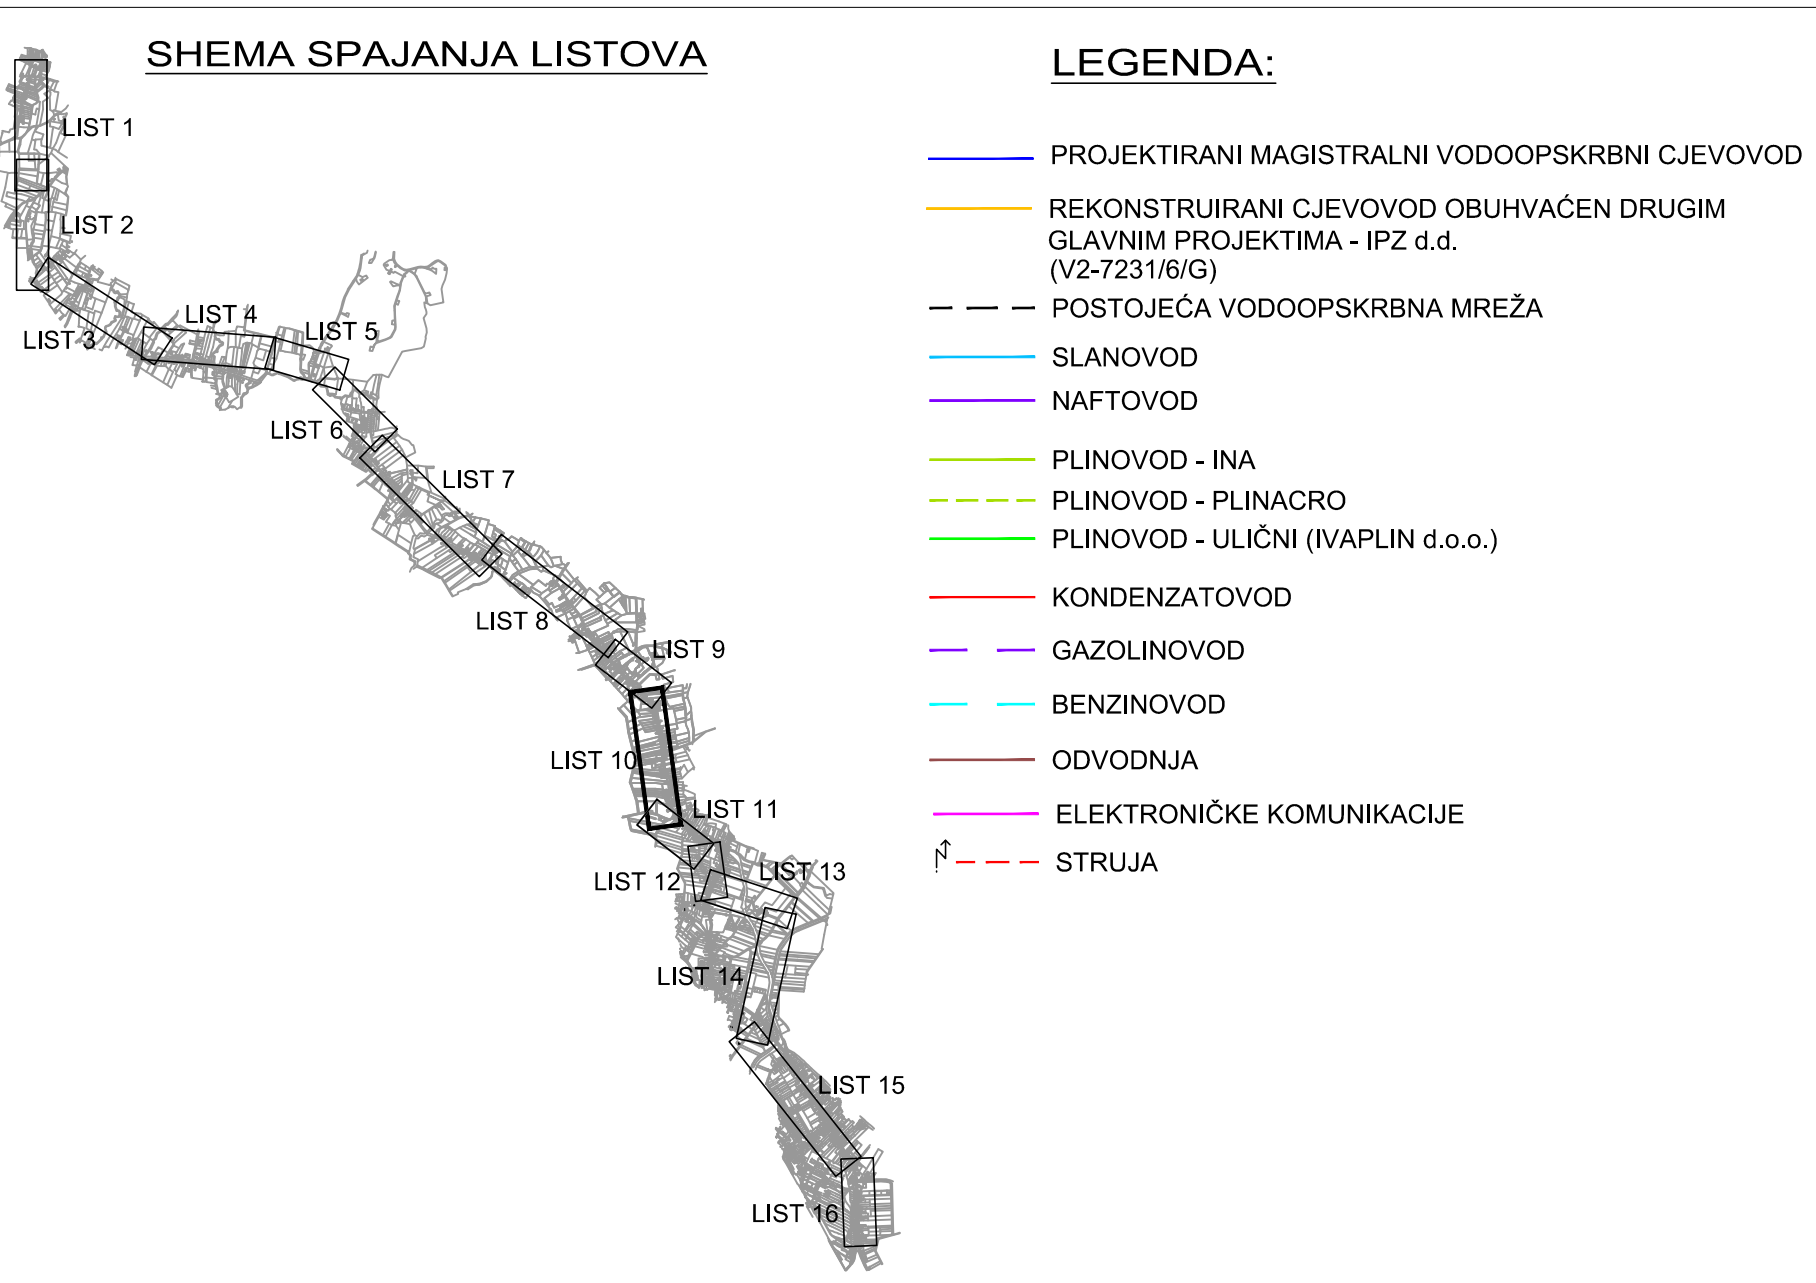 SHEMA SPAJANJA LISTOVA
LIST 1
LIST 2
LIST 3
LIST 4
LIST 5
LIST 6
LIST 7
LIST 8
LIST 9
LIST 10
LIST 11
LIST 12
LIST 13
LIST 14
LIST 15
LIST 16
LEGENDA:
PROJEKTIRANI MAGISTRALNI VODOOPSKRBNI CJEVOVOD
REKONSTRUIRANI CJEVOVOD OBUHVAĆEN DRUGIM
GLAVNIM PROJEKTIMA - IPZ d.d.
(V2-7231/6/G)
POSTOJEĆA VODOOPSKRBNA MREŽA
SLANOVOD
NAFTOVOD
PLINOVOD - INA
PLINOVOD - PLINACRO
PLINOVOD - ULIČNI (IVAPLIN d.o.o.)
KONDENZATOVOD
GAZOLINOVOD
BENZINOVOD
ODVODNJA
ELEKTRONIČKE KOMUNIKACIJE
STRUJA